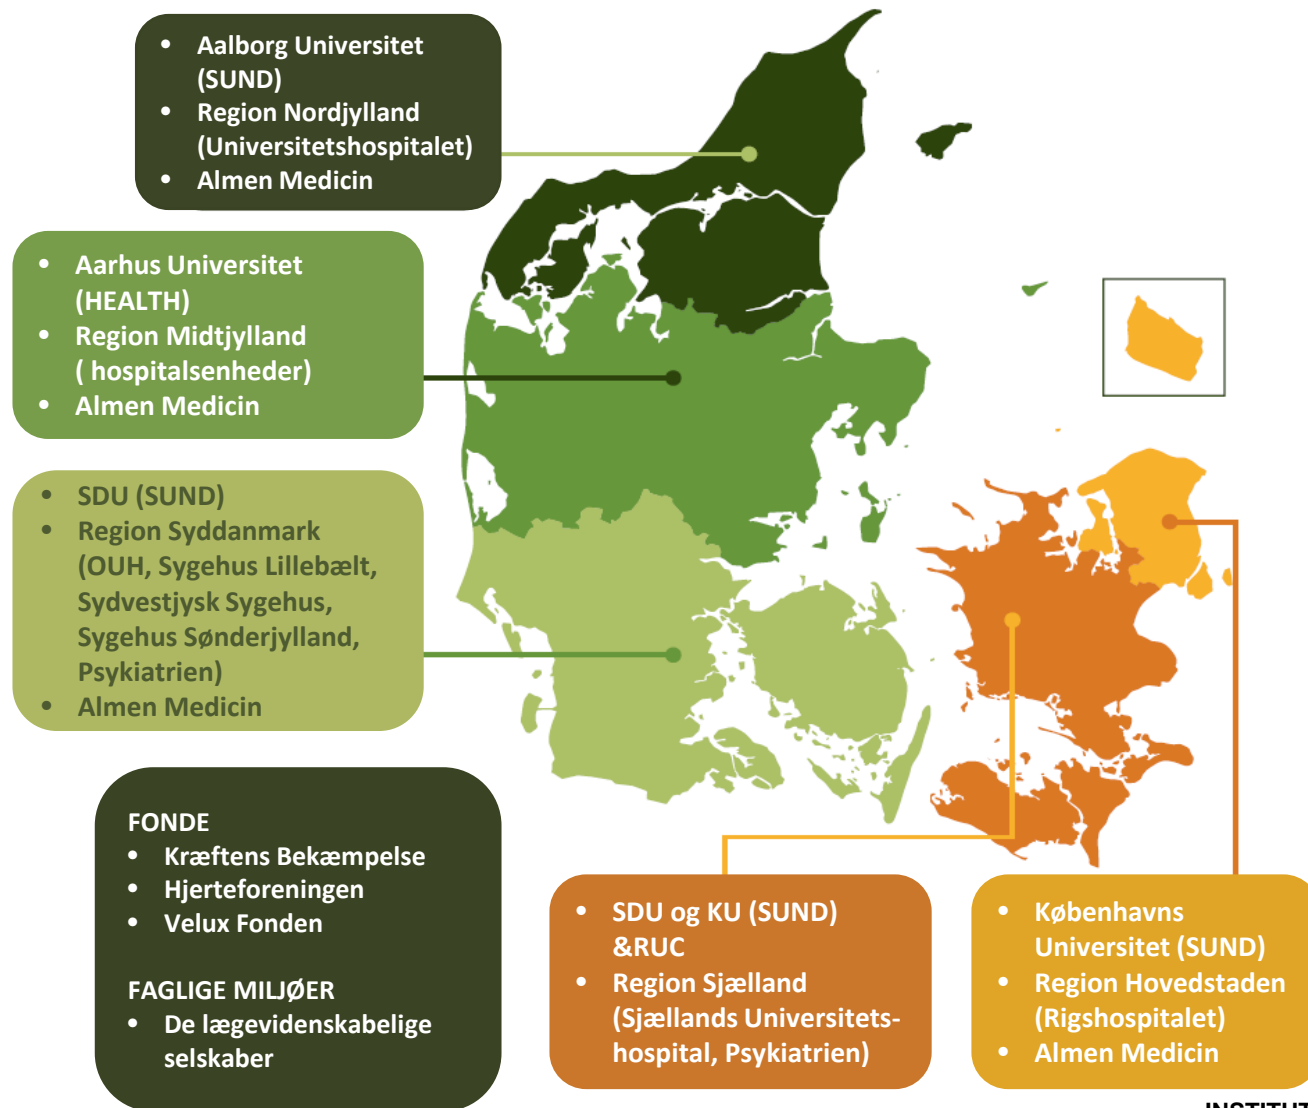 • Aalborg Universitet
(SUND)
• Region Nordjylland
(Universitetshospitalet)
• Almen Medicin
• Aarhus Universitet
(HEALTH)
• Region Midtjylland
( hospitalsenheder)
• Almen Medicin
• SDU (SUND)
• Region Syddanmark
(OUH, Sygehus Lillebælt,
Sydvestjysk Sygehus,
Sygehus Sønderjylland,
Psykiatrien)
• Almen Medicin
FONDE
• Kræftens Bekæmpelse
• Hjerteforeningen
• Velux Fonden
FAGLIGE MILJØER
• De lægevidenskabelige
selskaber
• SDU og KU (SUND)
&RUC
• Region Sjælland
(Sjællands Universitets-
hospital, Psykiatrien)
• Københavns
Universitet (SUND)
• Region Hovedstaden
(Rigshospitalet)
• Almen Medicin